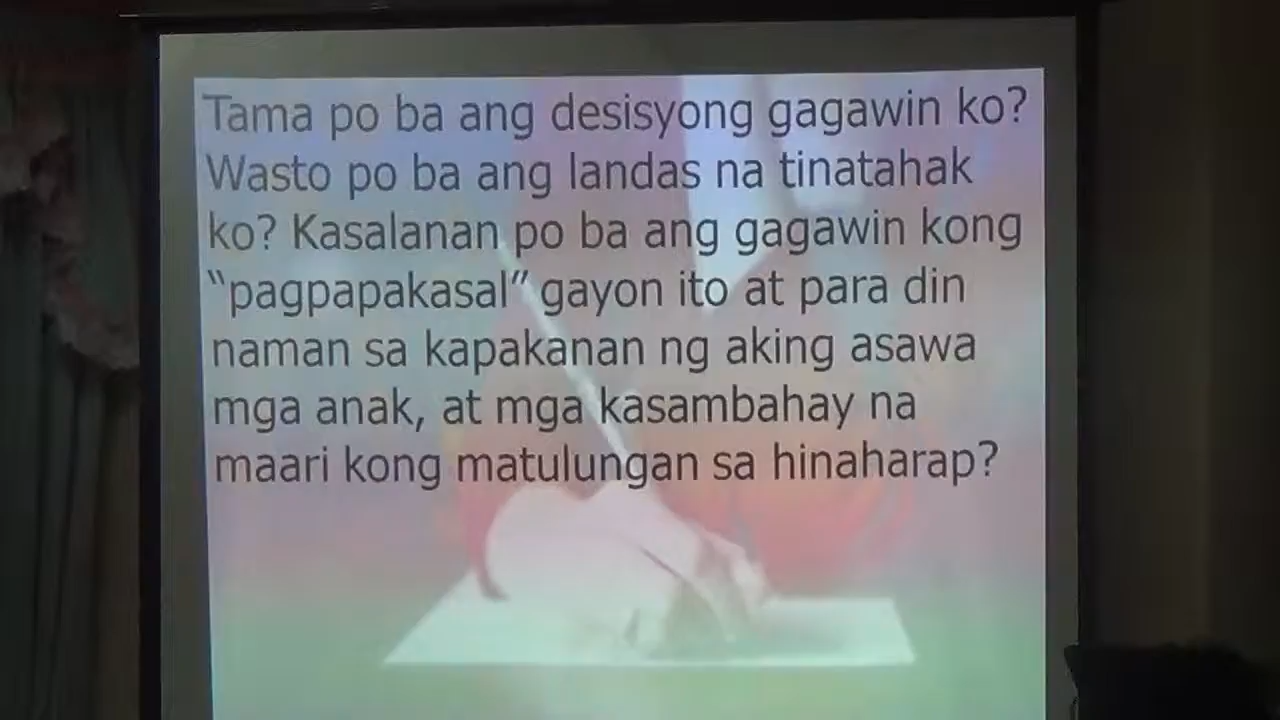 Tama po ba ang desisyong gagawin ko?
Wasto po ba ang landas na tinatahak
ko? Kasalanan po ba ang gagawin kong
“pagpapakasal” gayon ito at para din
naman sa kapakanan ng aking asawa
mga anak, at mga kasambahay na
maari kong matulungan sa hinaharap?